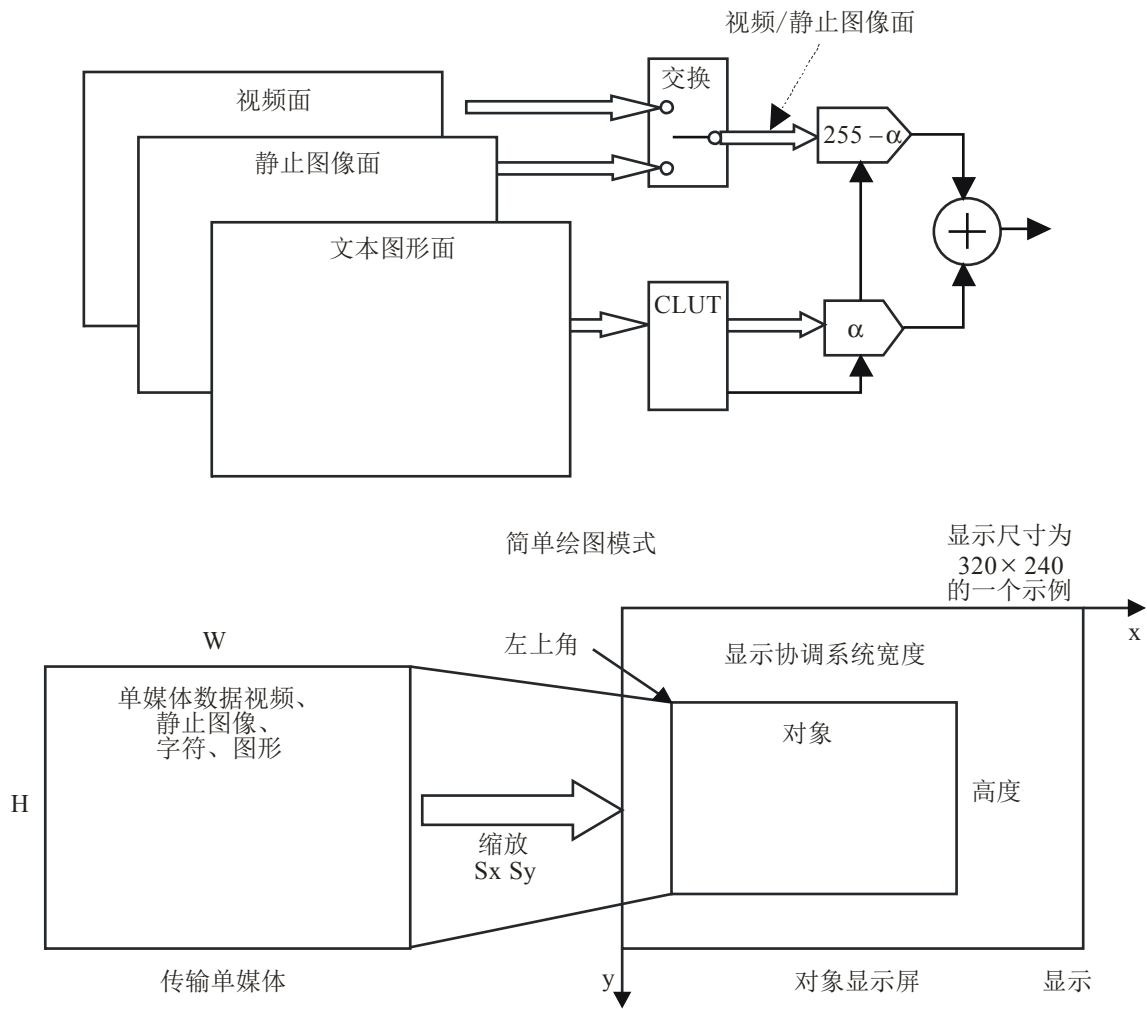 视频/静止图像面
视频面
交换
静止图像面
255 – α
文本图形面
CLUT
α
简单绘图模式
显示尺寸为
320 × 240
的一个示例
x
W
左上角
显示协调系统宽度
单媒体数据视频、
静止图像、
字符、图形
对象
H
高度
缩放
Sx Sy
传输单媒体
y
对象显示屏
显示